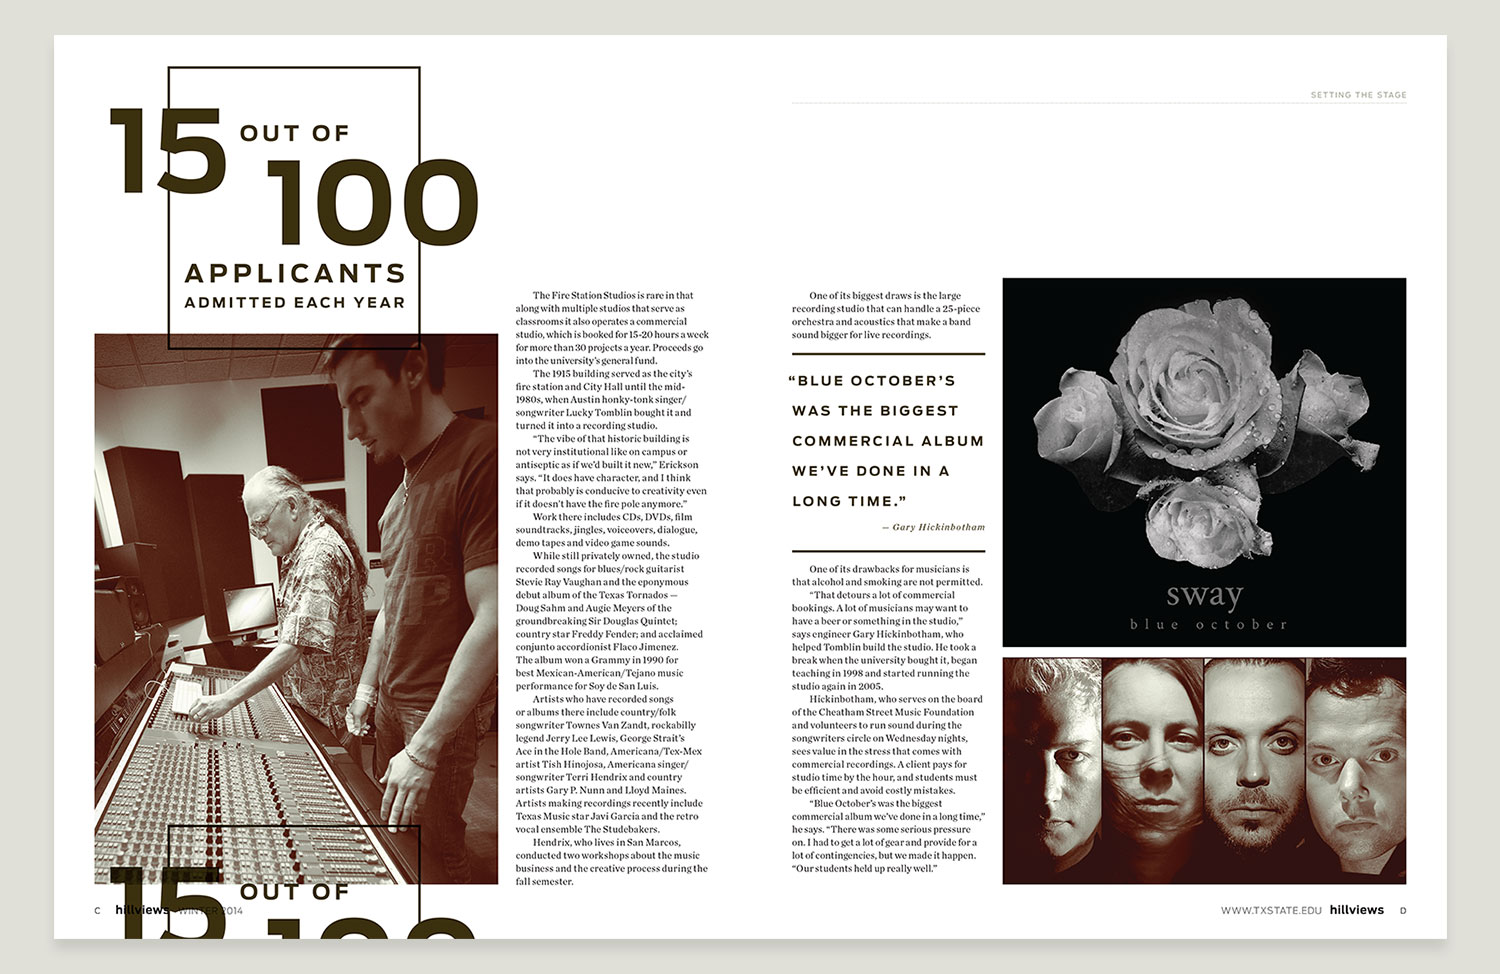 15 OUT OF
100
APPLICANTS
ADMITTED EACH YEAR
The Fire Station Studios is rare in that
along with multiple studios that serve as
classrooms it also operates a commercial
studio, which is booked for 15-20 hours a week
for more than 30 projects a year. Proceeds go
into the university's general fund.
The 1915 building served as the city's
fire station and City Hall until the mid-
1980s, when Austin honky-tonk singer/
songwriter Lucky Tomblin bought it and
turned it into a recording studio.
“The vibe of that historic building is
not very institutional like on campus or
antiseptic as if we'd built it new,” Erickson
says. “It does have character, and I think
that probably is conducive to creativity even
if it doesn't have the fire pole anymore.”
Work there includes CDs, DVDs, film
soundtracks, jingles, voiceovers, dialogue,
demo tapes and video game sounds.
While still privately owned, the studio
recorded songs for blues/rock guitarist
Stevie Ray Vaughan and the eponymous
debut album of the Texas Tornados —
Doug Sahm and Augie Meyers of the
groundbreaking Sir Douglas Quintet;
country star Freddy Fender; and acclaimed
conjunto accordionist Flaco Jimenez.
The album won a Grammy in 1990 for
best Mexican-American/Tejano music
performance for Soy de San Luis.
Artists who have recorded songs
or albums there include country/folk
songwriter Townes Van Zandt, rockabilly
legend Jerry Lee Lewis, George Strait's
Ace in the Hole Band, Americana/Tex-Mex
artist Tish Hinojosa, Americana singer/
songwriter Terri Hendrix and country
artists Gary P. Nunn and Lloyd Maines.
Artists making recordings recently include
Texas Music star Javi Garcia and the retro
vocal ensemble The Studebakers.
Hendrix, who lives in San Marcos,
conducted two workshops about the music
business and the creative process during the
fall semester.
15 OUT OF
100
C hillviews WINTER 2014
SETTING THE STAGE
One of its biggest draws is the large
recording studio that can handle a 25-piece
orchestra and acoustics that make a band
sound bigger for live recordings.
“BLUE OCTOBER'S
WAS THE BIGGEST
COMMERCIAL ALBUM
WE'VE DONE IN A
LONG TIME.”
— Gary Hickinbotham
One of its drawbacks for musicians is
that alcohol and smoking are not permitted.
“That detours a lot of commercial
bookings. A lot of musicians may want to
have a beer or something in the studio,”
says engineer Gary Hickinbotham, who
helped Tomblin build the studio. He took a
break when the university bought it, began
teaching in 1998 and started running the
studio again in 2005.
Hickinbotham, who serves on the board
of the Cheatham Street Music Foundation
and volunteers to run sound during the
songwriters circle on Wednesday nights,
sees value in the stress that comes with
commercial recordings. A client pays for
studio time by the hour, and students must
be efficient and avoid costly mistakes.
“Blue October's was the biggest
commercial album we've done in a long time,”
he says. “There was some serious pressure
on. I had to get a lot of gear and provide for a
lot of contingencies, but we made it happen.
“Our students held up really well.”
sway
blue october
WWW.TXSTATE.EDU hillviews D